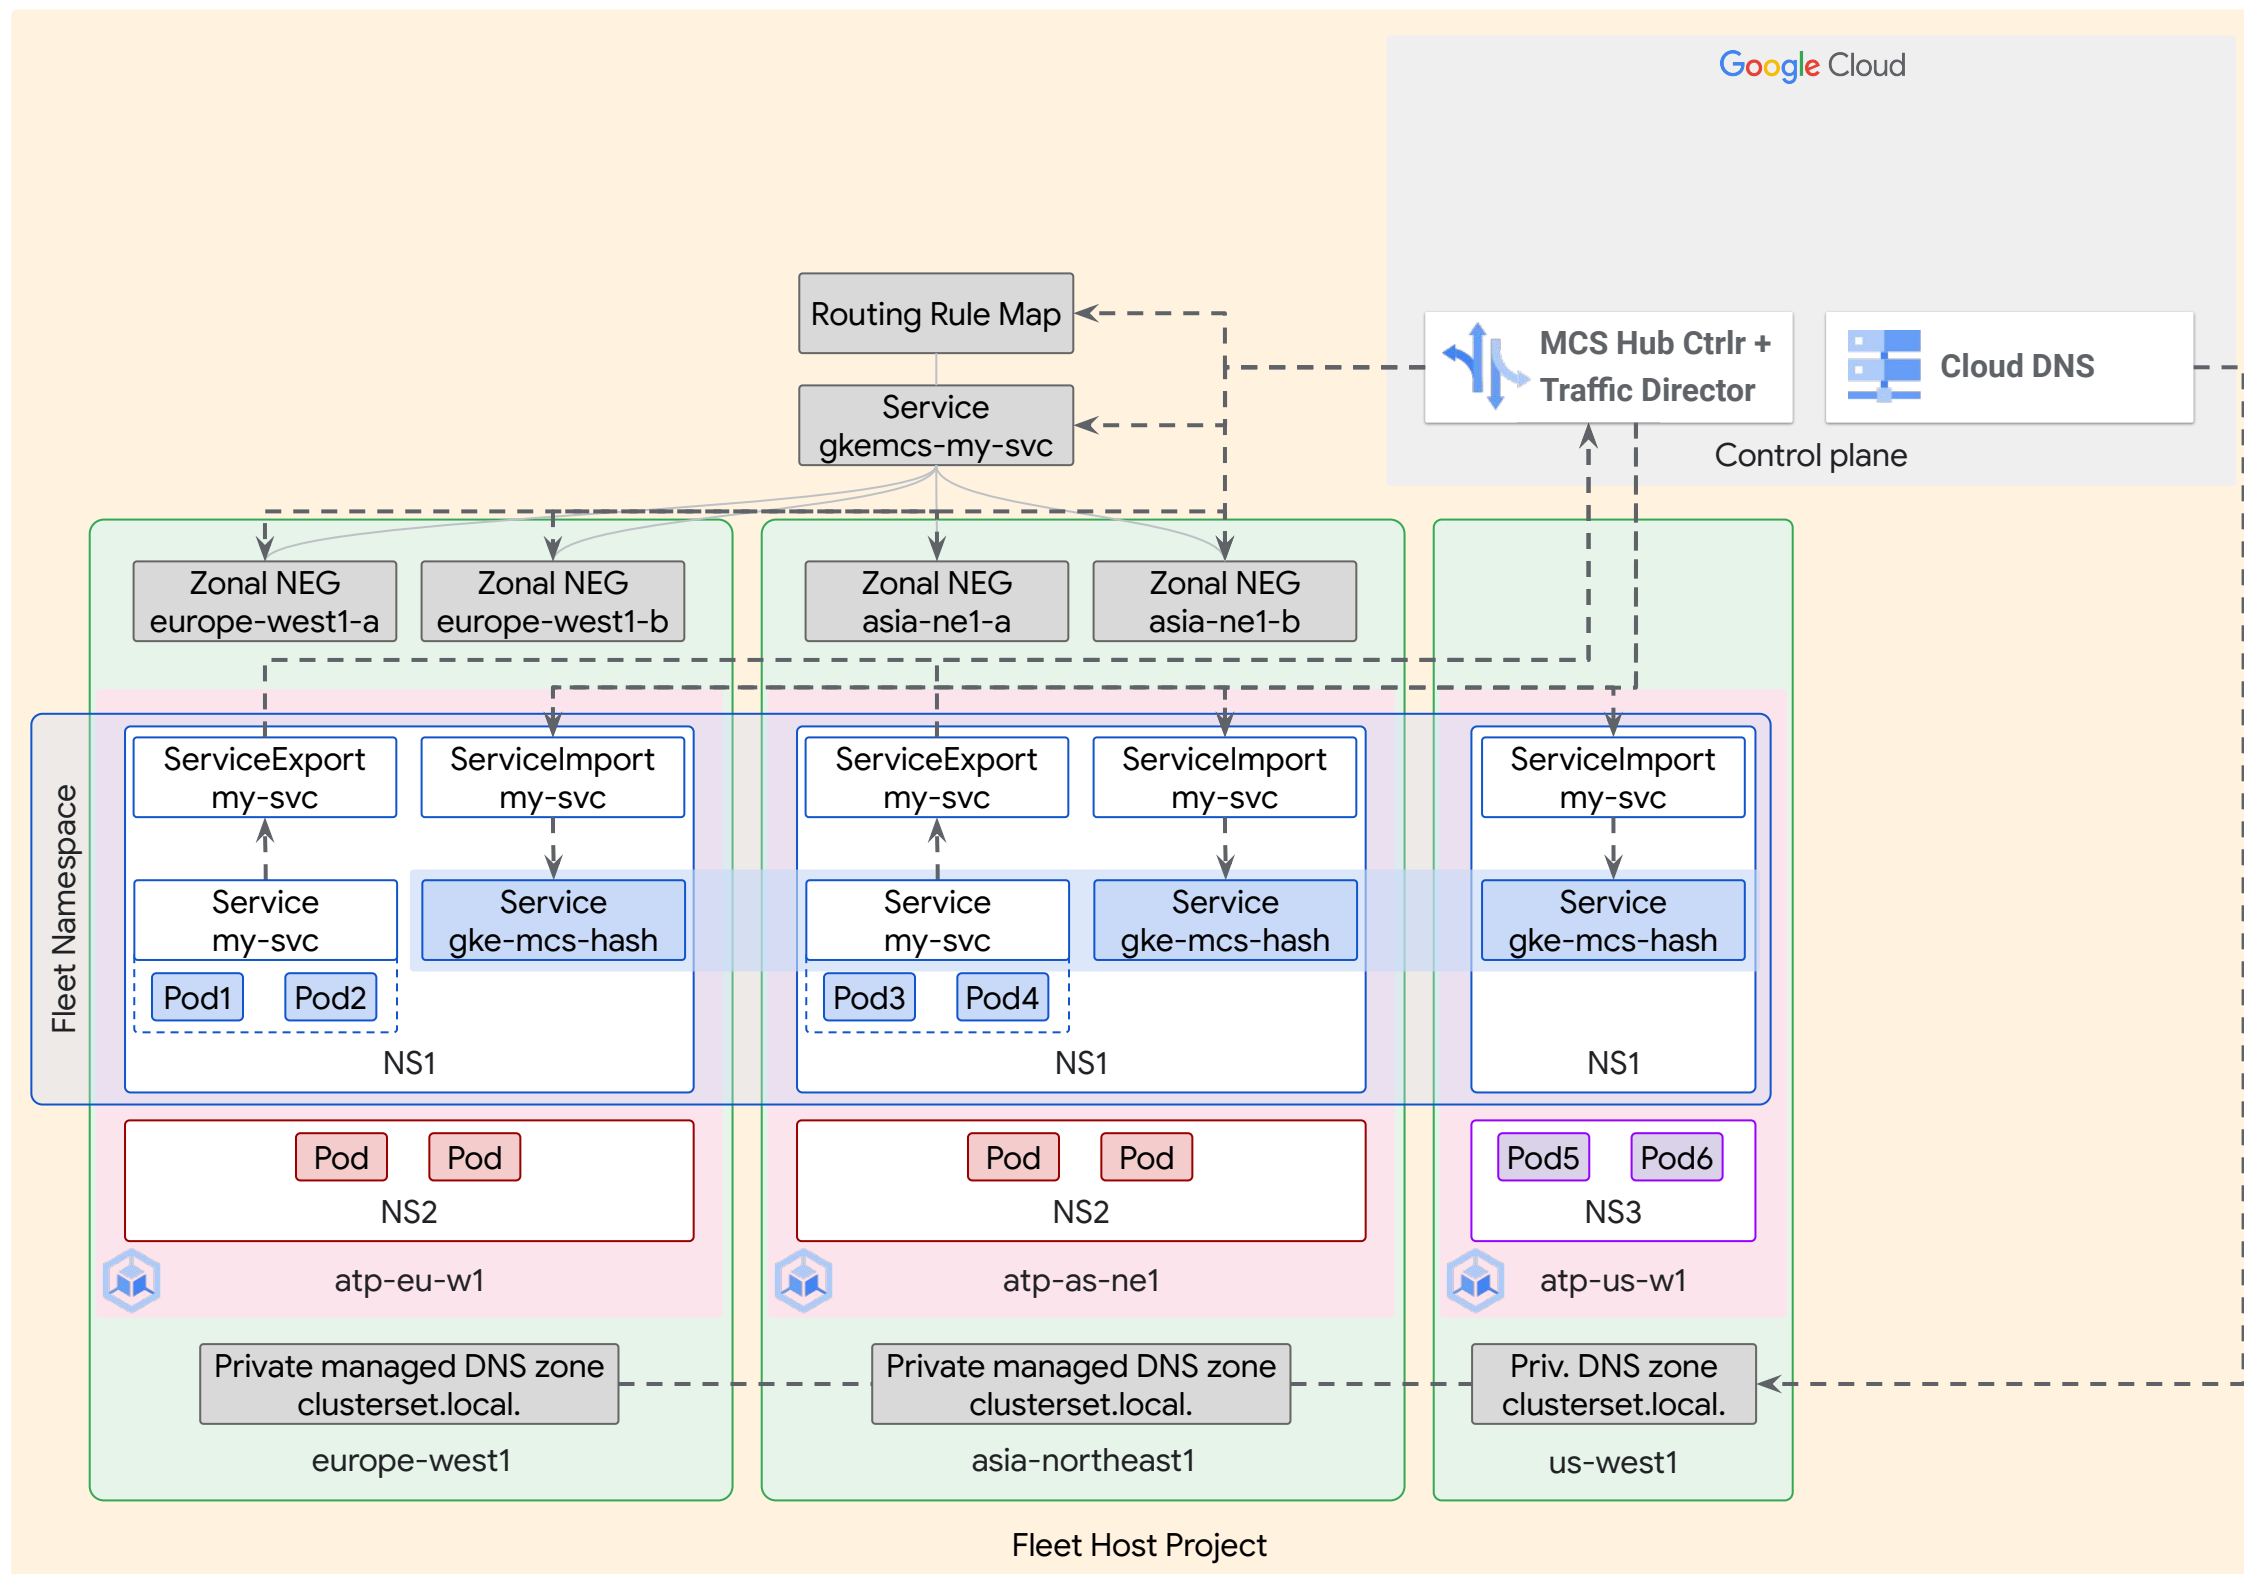 Google Cloud
Routing Rule Map
MCS Hub Ctrlr +
Traffic Director
Cloud DNS
Service
gkemcs-my-svc
Control plane
Zonal NEG
europe-west1-a
Zonal NEG
europe-west1-b
Zonal NEG
asia-ne1-a
Zonal NEG
asia-ne1-b
Fleet Namespace
ServiceExport
my-svc
ServiceImport
my-svc
Service
my-svc
Service
gke-mcs-hash
Pod1
Pod2
NS1
ServiceExport
my-svc
ServiceImport
my-svc
Service
my-svc
Service
gke-mcs-hash
Pod3
Pod4
NS1
ServiceImport
my-svc
Service
gke-mcs-hash
NS1
Pod
Pod
NS2
Pod
Pod
NS2
Pod5
Pod6
NS3
atp-eu-w1
atp-as-ne1
atp-us-w1
Private managed DNS zone
clusterset.local.
Private managed DNS zone
clusterset.local.
Priv. DNS zone
clusterset.local.
europe-west1
asia-northeast1
us-west1
Fleet Host Project